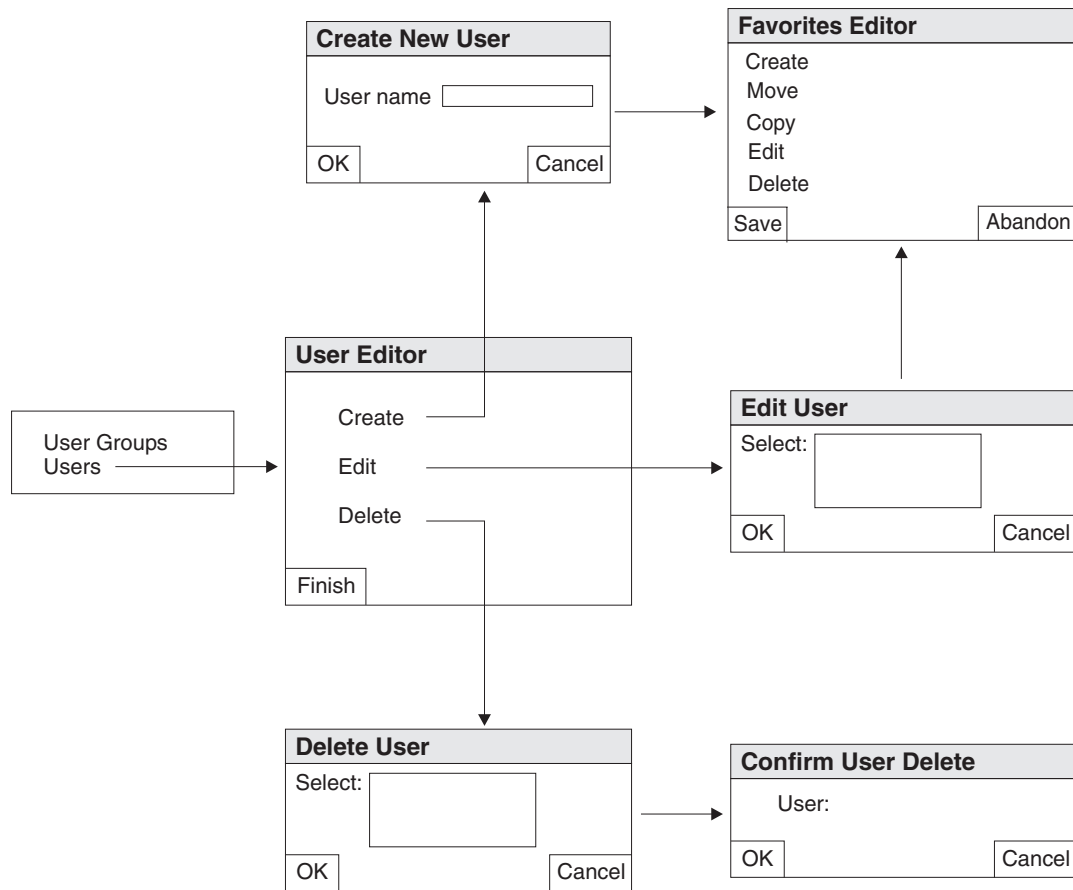 Create New User
User name
OK
Cancel
Favorites Editor
Create
Move
Copy
Edit
Delete
Save
Abandon
User Groups
Users
User Editor
Create
Edit
Delete
Finish
Edit User
Select:
OK
Cancel
Delete User
Select:
OK
Cancel
Confirm User Delete
User:
OK
Cancel